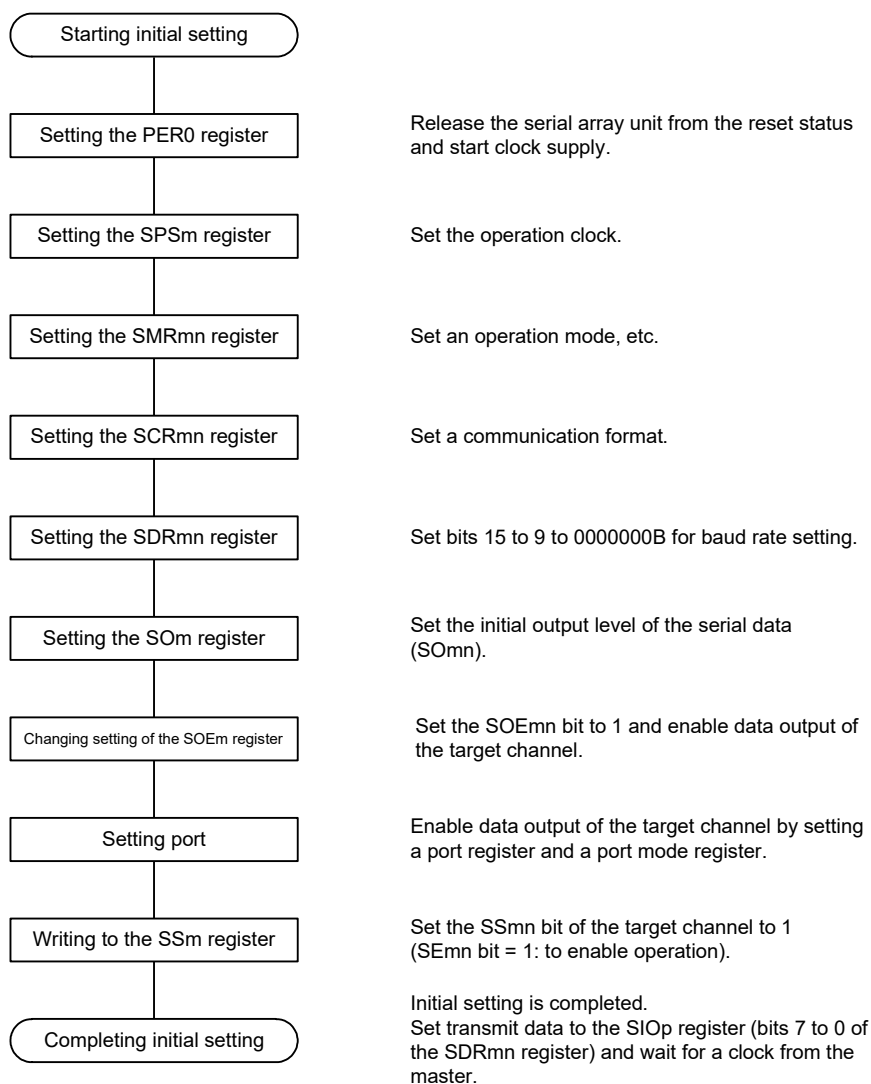 Starting initial setting
Setting the PER0 register
Release the serial array unit from the reset status
and start clock supply.
Setting the SPSm register
Set the operation clock.
Setting the SMRmn register
Set an operation mode, etc.
Setting the SCRmn register
Set a communication format.
Setting the SDRmn register
Set bits 15 to 9 to 0000000B for baud rate setting.
Setting the SOm register
Set the initial output level of the serial data
(SOmn).
Changing setting of the SOEm register
Set the SOEmn bit to 1 and enable data output of
the target channel.
Setting port
Enable data output of the target channel by setting
a port register and a port mode register.
Writing to the SSm register
Set the SSmn bit of the target channel to 1
(SEmn bit = 1: to enable operation).
Completing initial setting
Initial setting is completed.
Set transmit data to the SIOp register (bits 7 to 0 of
the SDRmn register) and wait for a clock from the
master.